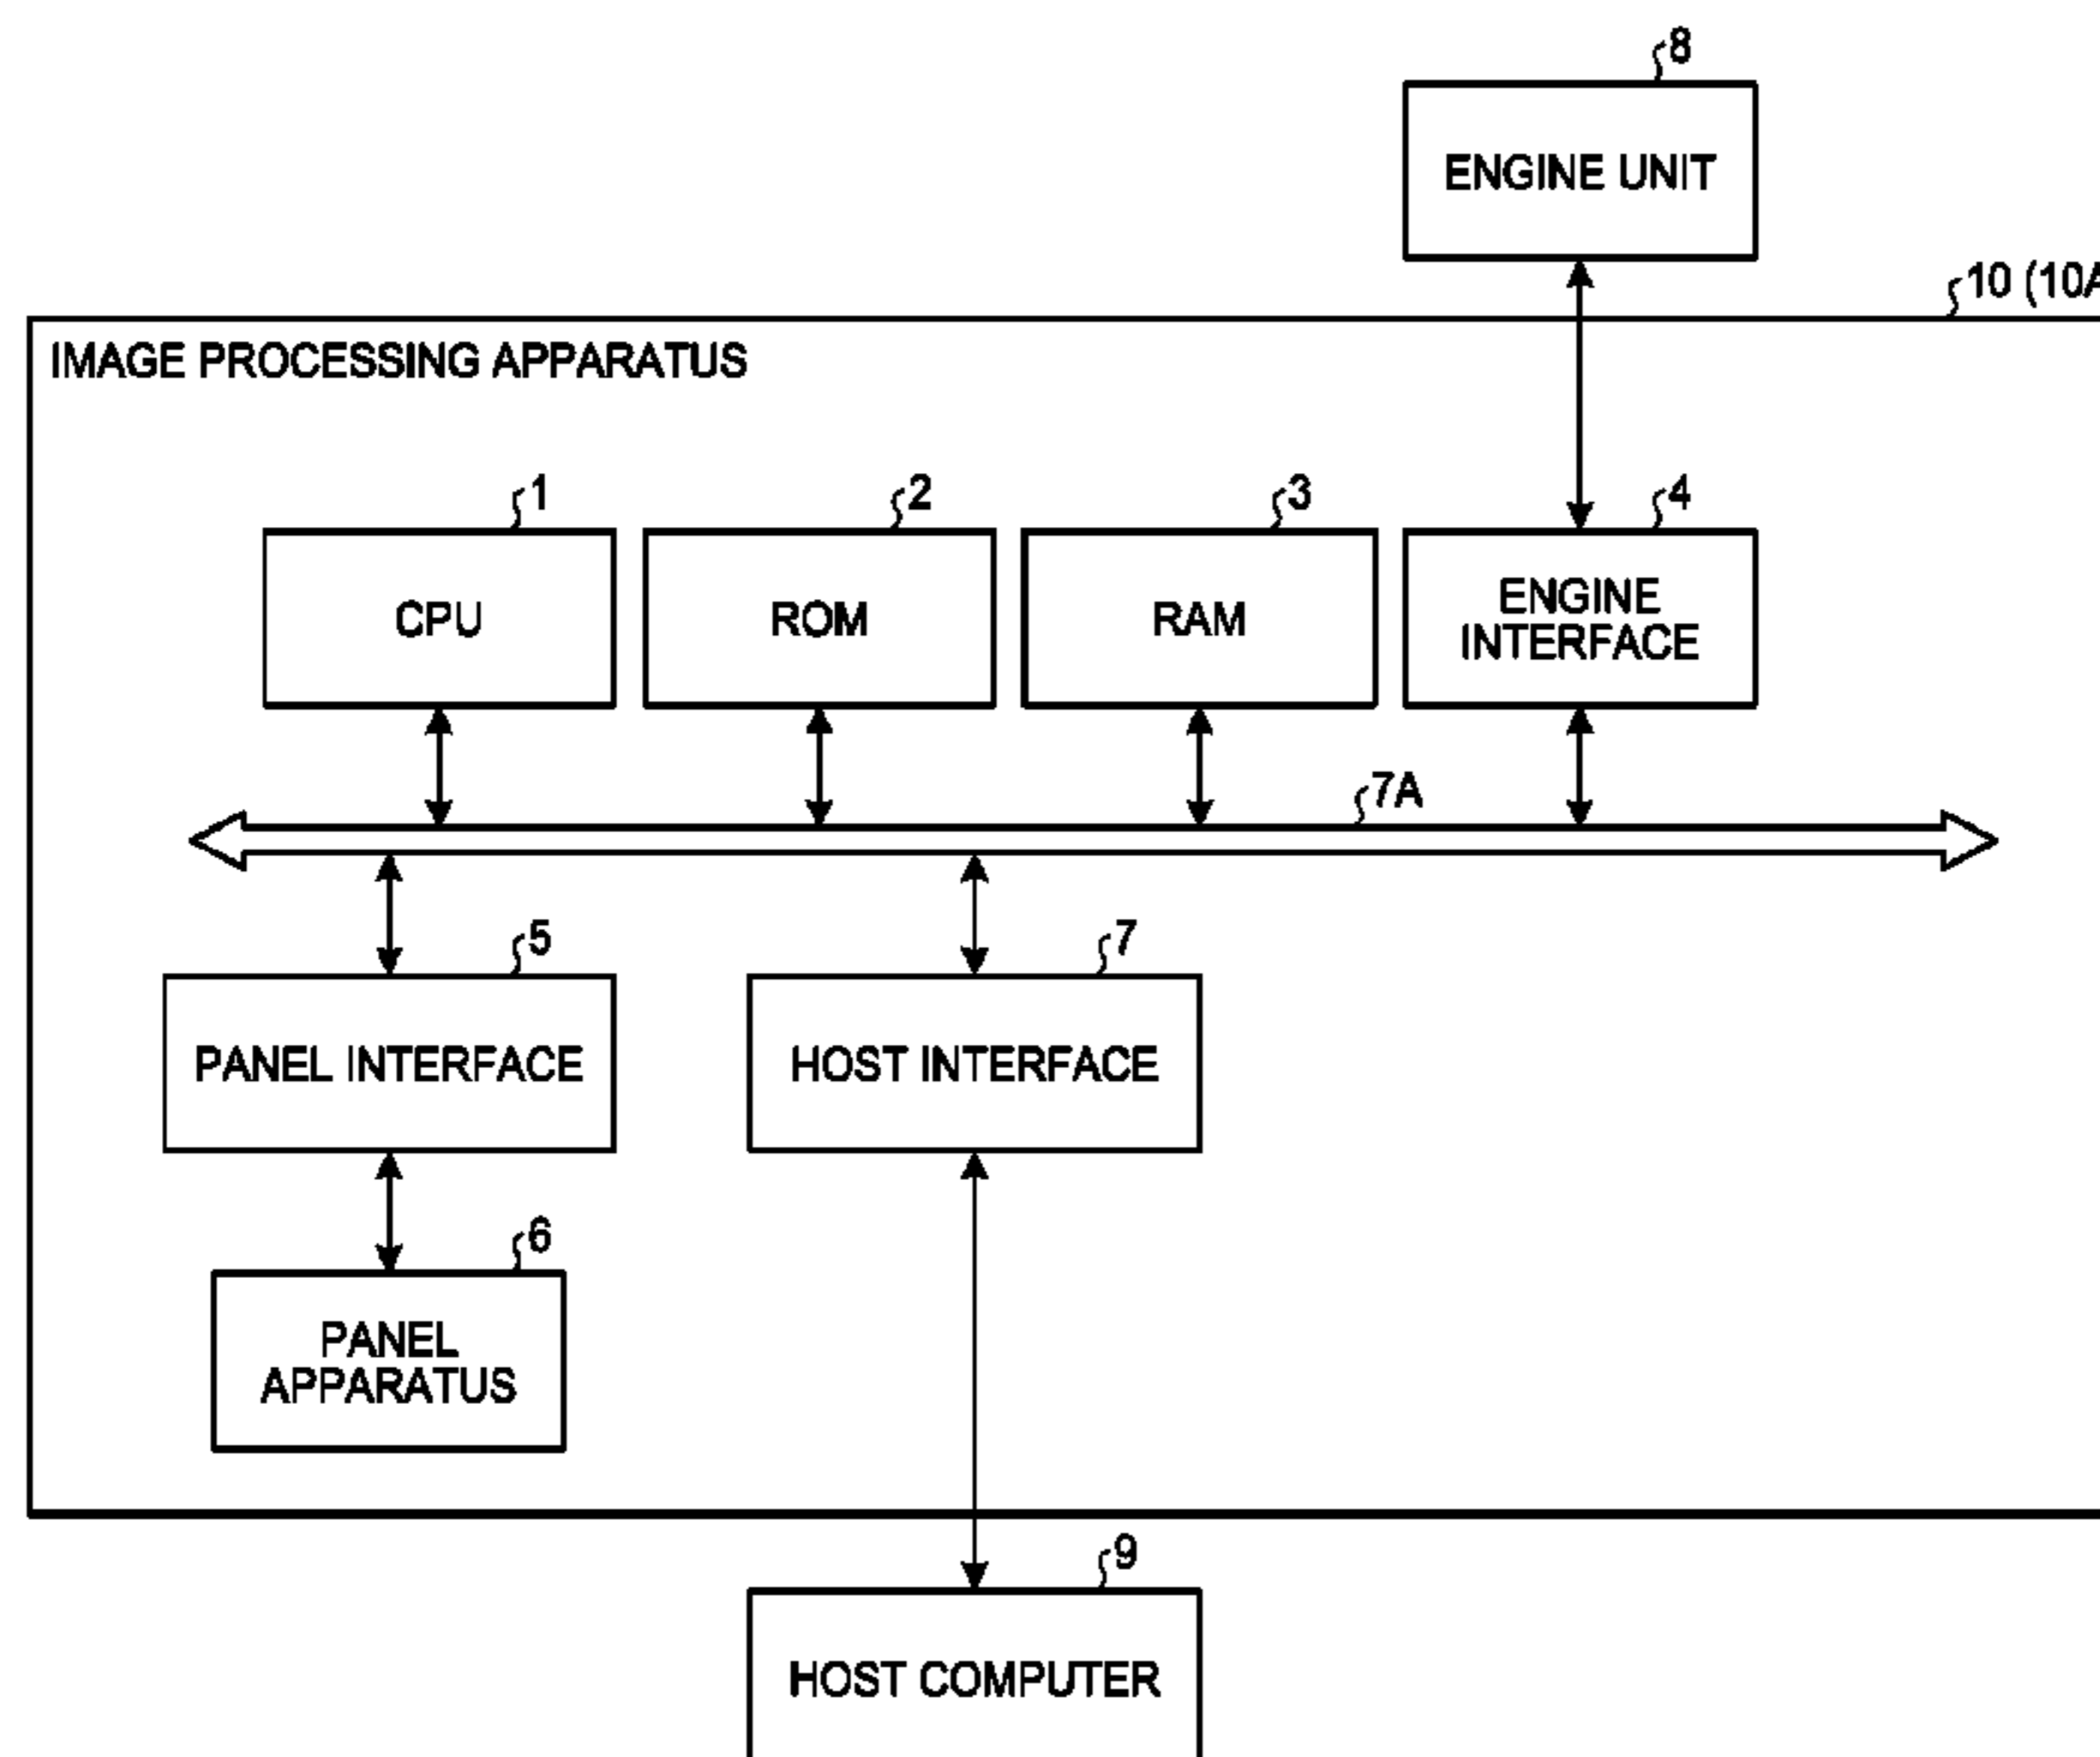 8
ENGINE UNIT
10 (10A
IMAGE PROCESSING APPARATUS
1
2
3
4
CPU
ROM
RAM
ENGINE
INTERFACE
7A
5
7
PANEL INTERFACE
HOST INTERFACE
6
PANEL
APPARATUS
9
HOST COMPUTER